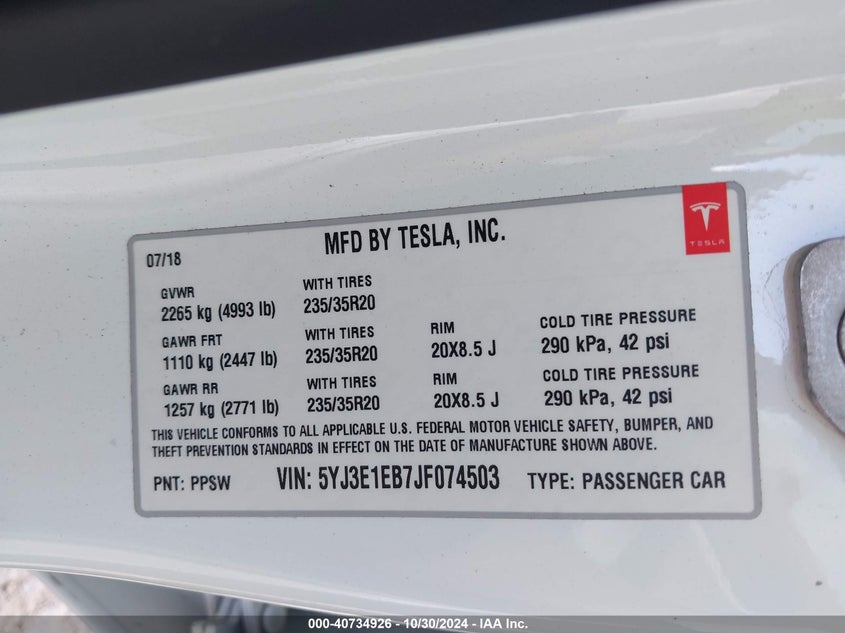 07/18 MFD BY TESLA, INC.
TESLA
GVWR WITH TIRES
2265 kg (4993 lb) 235/35R20
GAWR FRT WITH TIRES RIM COLD TIRE PRESSURE
1110 kg (2447 lb) 235/35R20 20X8.5 J 290 kPa, 42 psi
GAWR RR WITH TIRES RIM COLD TIRE PRESSURE
1257 kg (2771 lb) 235/35R20 20X8.5 J 290 kPa, 42 psi
THIS VEHICLE CONFORMS TO ALL APPLICABLE U.S. FEDERAL MOTOR VEHICLE SAFETY, BUMPER, AND
THEFT PREVENTION STANDARDS IN EFFECT ON THE DATE OF MANUFACTURE SHOWN ABOVE.
PNT: PPSW VIN: 5YJ3E1EB7JF074503 TYPE: PASSENGER CAR
000-40734926 - 10/30/2024 - IAA Inc.